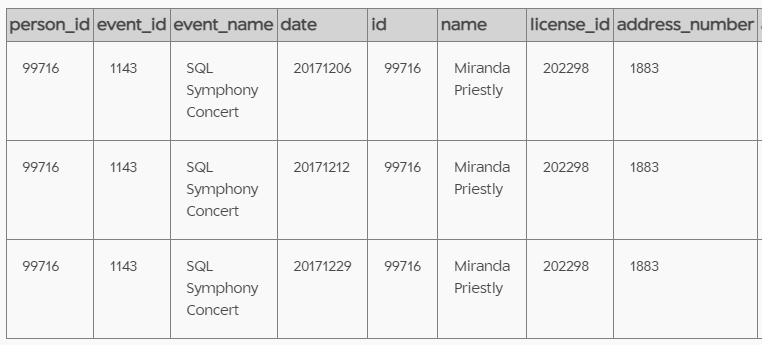 person_id event_id event_name date id name license_id address_number
99716 1143 SQL 20171206 99716 Miranda 202298 1883
Symphony Priestly
Concert
99716 1143 SQL 20171212 99716 Miranda 202298 1883
Symphony Priestly
Concert
99716 1143 SQL 20171229 99716 Miranda 202298 1883
Symphony Priestly
Concert